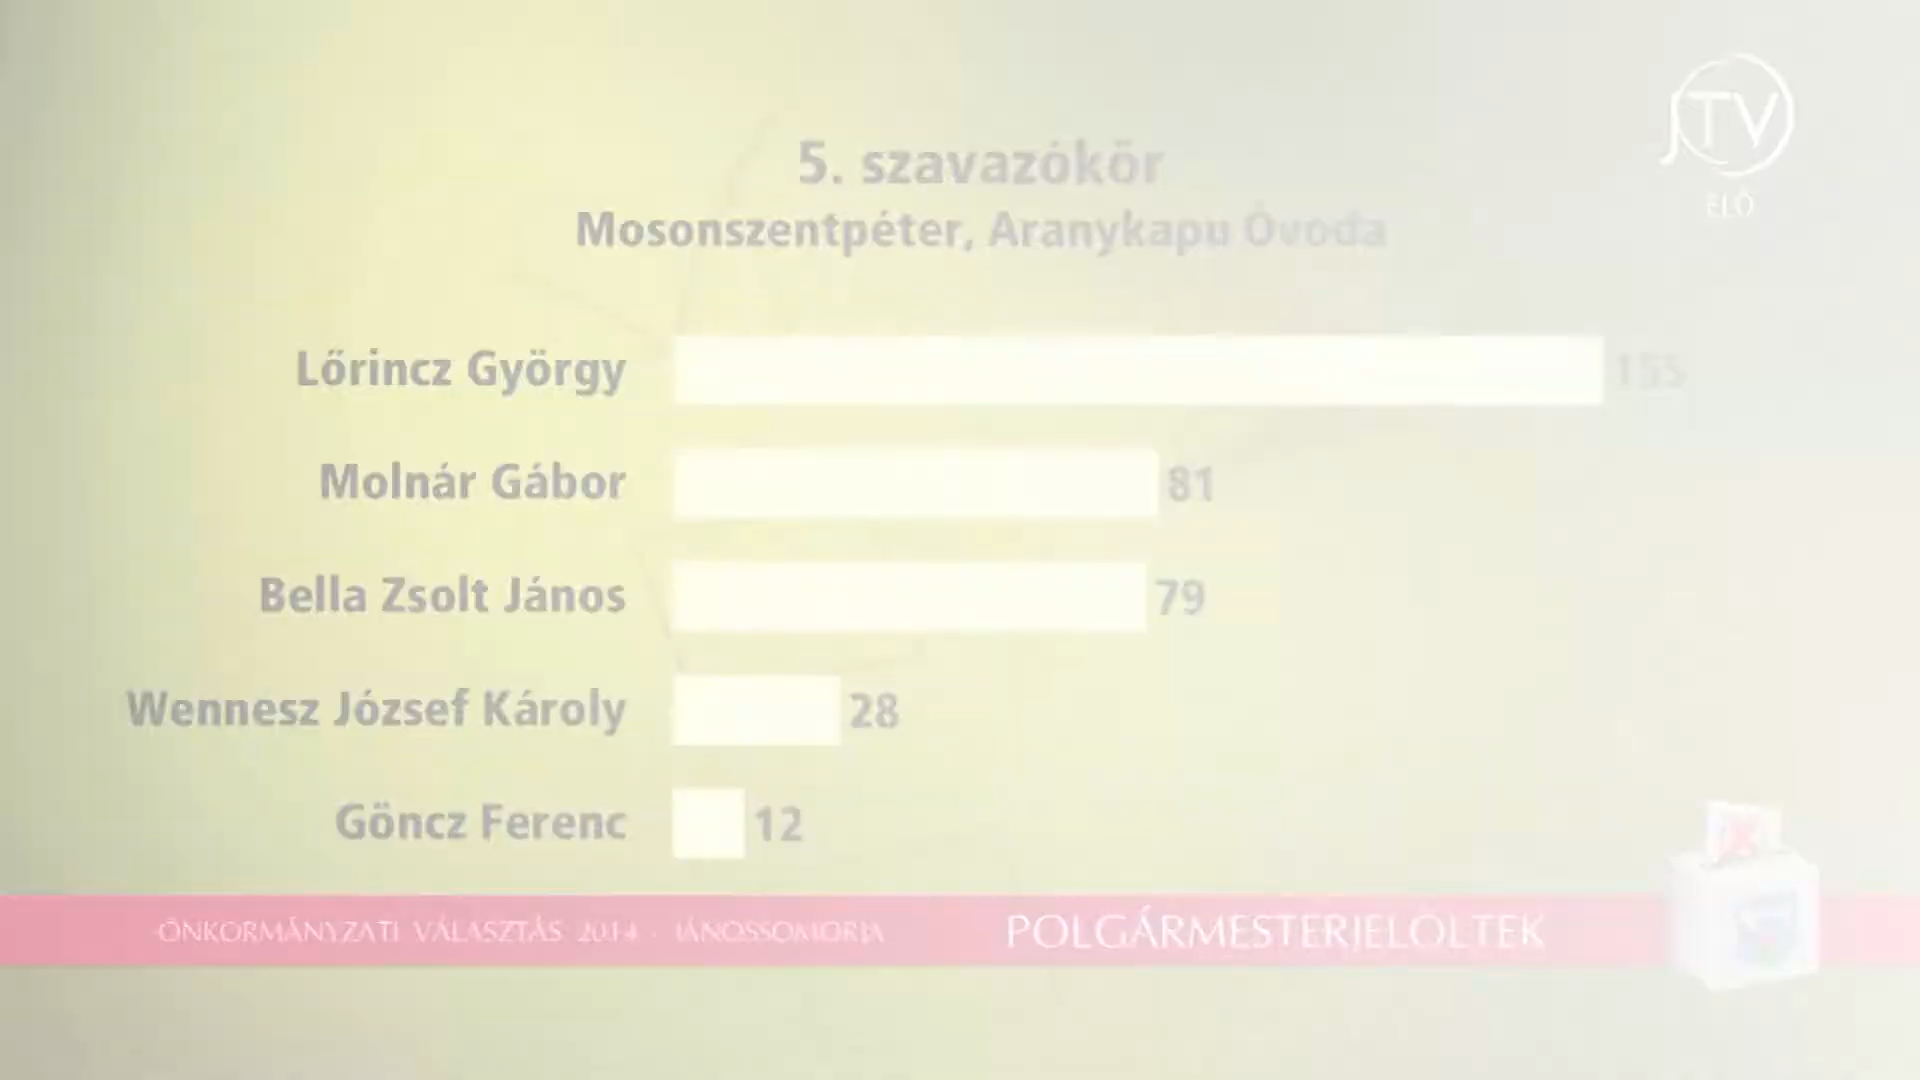 JTV
ÉLŐ
5. szavazókör
Mosonszentpéter, Aranykapu Óvoda
Lőrincz György 155
Molnár Gábor 81
Bella Zsolt János 79
Wennesz József Károly 28
Göncz Ferenc 12
ÖNKORMÁNYZATI VÁLASZTÁS 2014 - JÁNOSSOMORJA POLGÁRMESTERJELÖLTEK